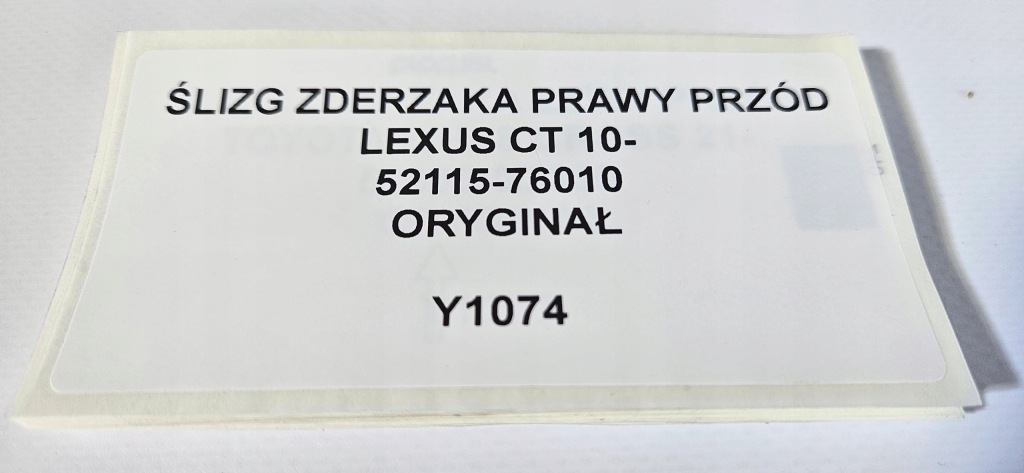 ŚLIZG ZDERZAKA PRAWY PRZÓD
LEXUS CT 10-
52115-76010
ORYGINAŁ
Y1074